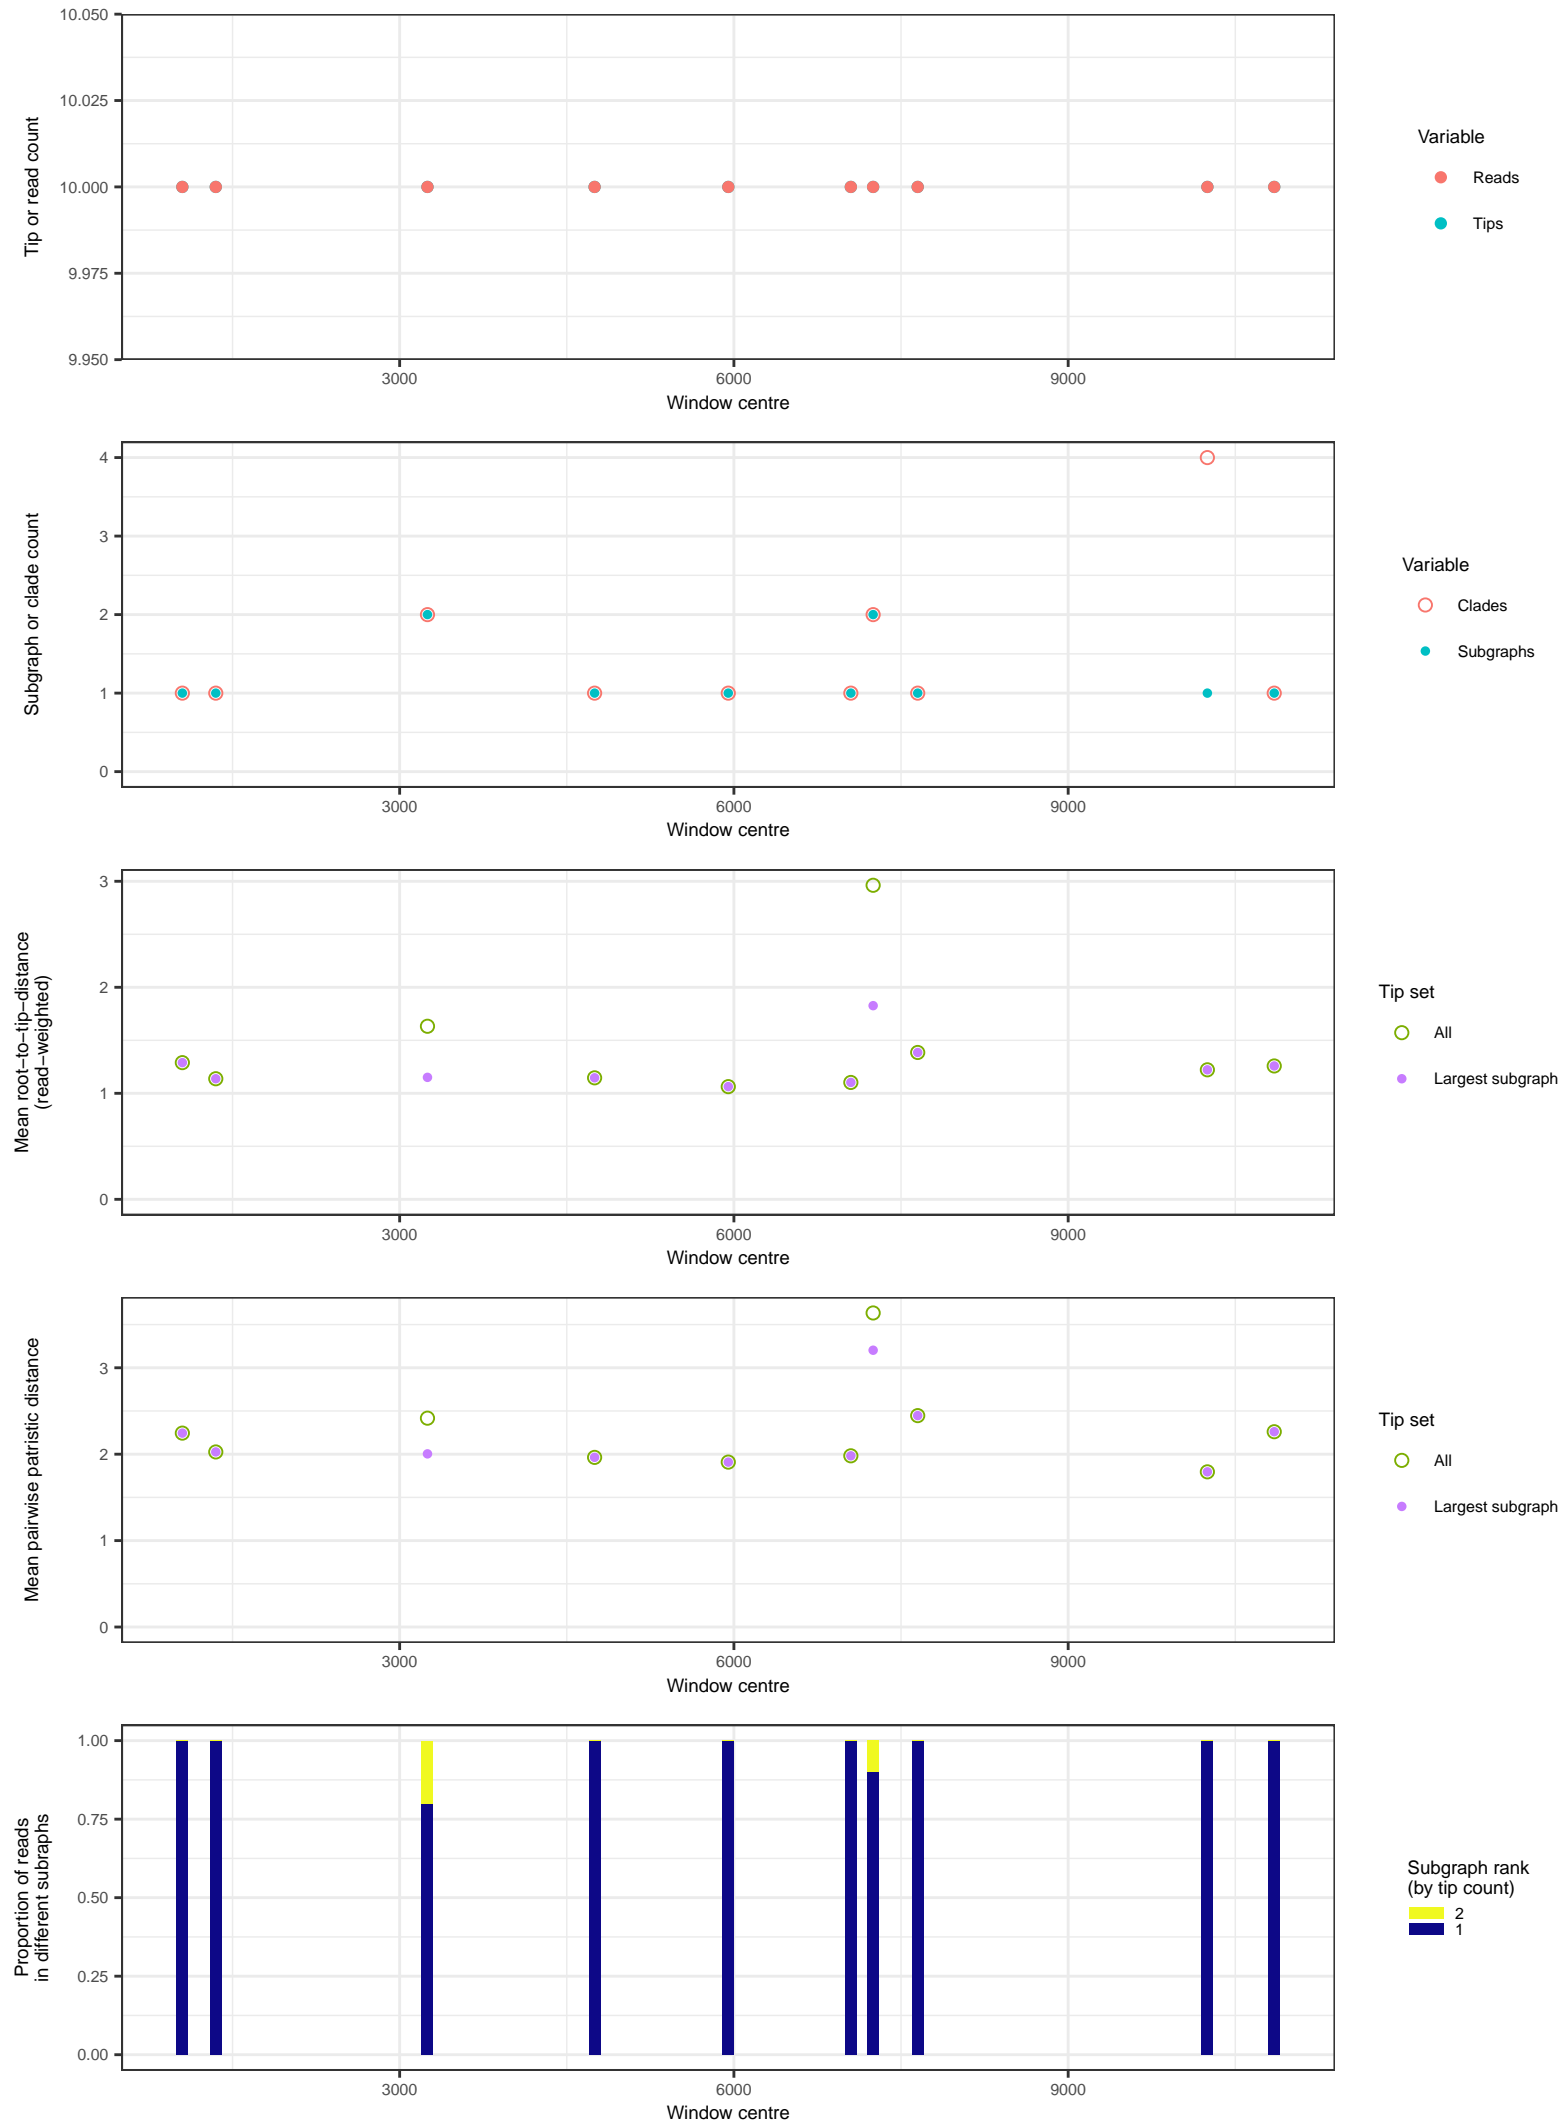 10.050
10.025
10.000
9.975
9.950
Tip or read count
3000
6000
9000
Window centre
Variable
Reads
Tips
4
3
2
1
0
Subgraph or clade count
3000
6000
9000
Window centre
Variable
Clades
Subgraphs
3
2
1
0
Mean root−to−tip−distance
(read−weighted)
3000
6000
9000
Window centre
Tip set
All
Largest subgraph
3
2
1
0
Mean pairwise patristic distance
3000
6000
9000
Window centre
Tip set
All
Largest subgraph
1.00
0.75
0.50
0.25
0.00
Proportion of reads
in different subraphs
3000
6000
9000
Window centre
Subgraph rank
(by tip count)
2
1